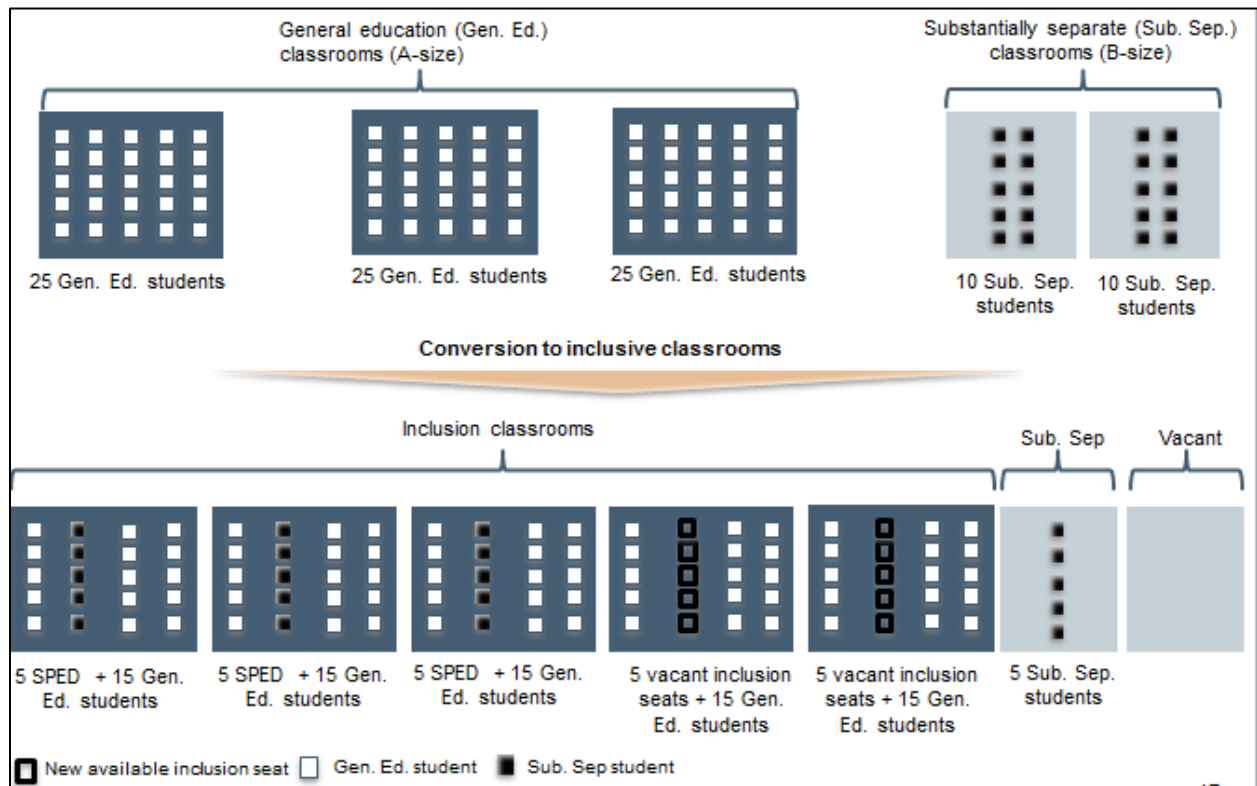 General education (Gen. Ed.)
classrooms (A-size)
Substantially separate (Sub. Sep.)
classrooms (B-size)
25 Gen. Ed. students
25 Gen. Ed. students
25 Gen. Ed. students
10 Sub. Sep.
students
10 Sub. Sep.
students
Conversion to inclusive classrooms
Inclusion classrooms
Sub. Sep
Vacant
5 SPED + 15 Gen.
Ed. students
5 SPED + 15 Gen.
Ed. students
5 SPED + 15 Gen.
Ed. students
5 vacant inclusion
seats + 15 Gen.
Ed. students
5 vacant inclusion
seats + 15 Gen.
Ed. students
5 Sub. Sep.
students
New available inclusion seat
Gen. Ed. student
Sub. Sep student